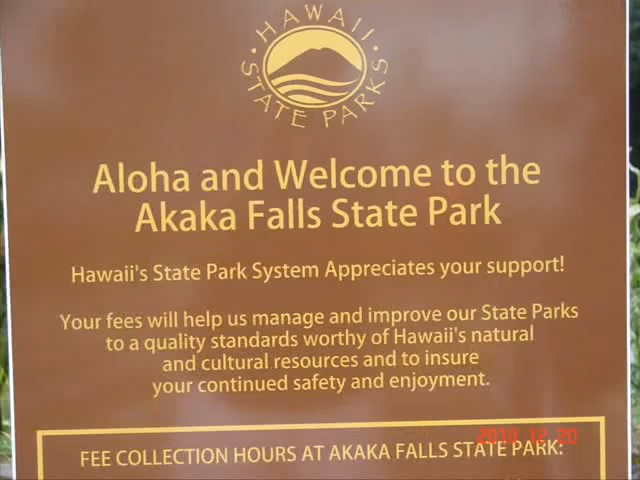 HAWAII
STATE PARKS
Aloha and Welcome to the
Akaka Falls State Park
Hawaii's State Park System Appreciates your support!
Your fees will help us manage and improve our State Parks
to a quality standards worthy of Hawaii's natural
and cultural resources and to insure
your continued safety and enjoyment.
2010 12 20
FEE COLLECTION HOURS AT AKAKA FALLS STATE PARK: